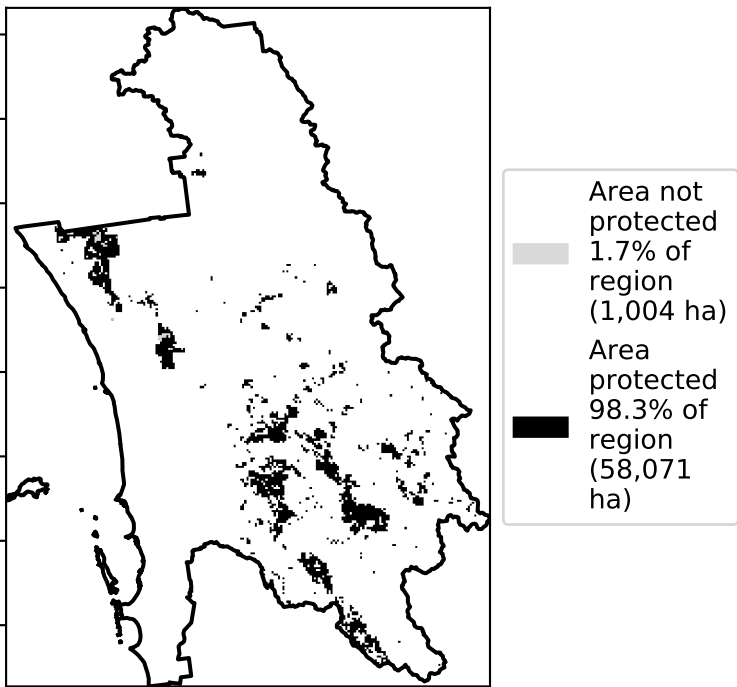 Area not
protected
1.7% of
region
(1,004 ha)
Area
protected
98.3% of
region
(58,071
ha)